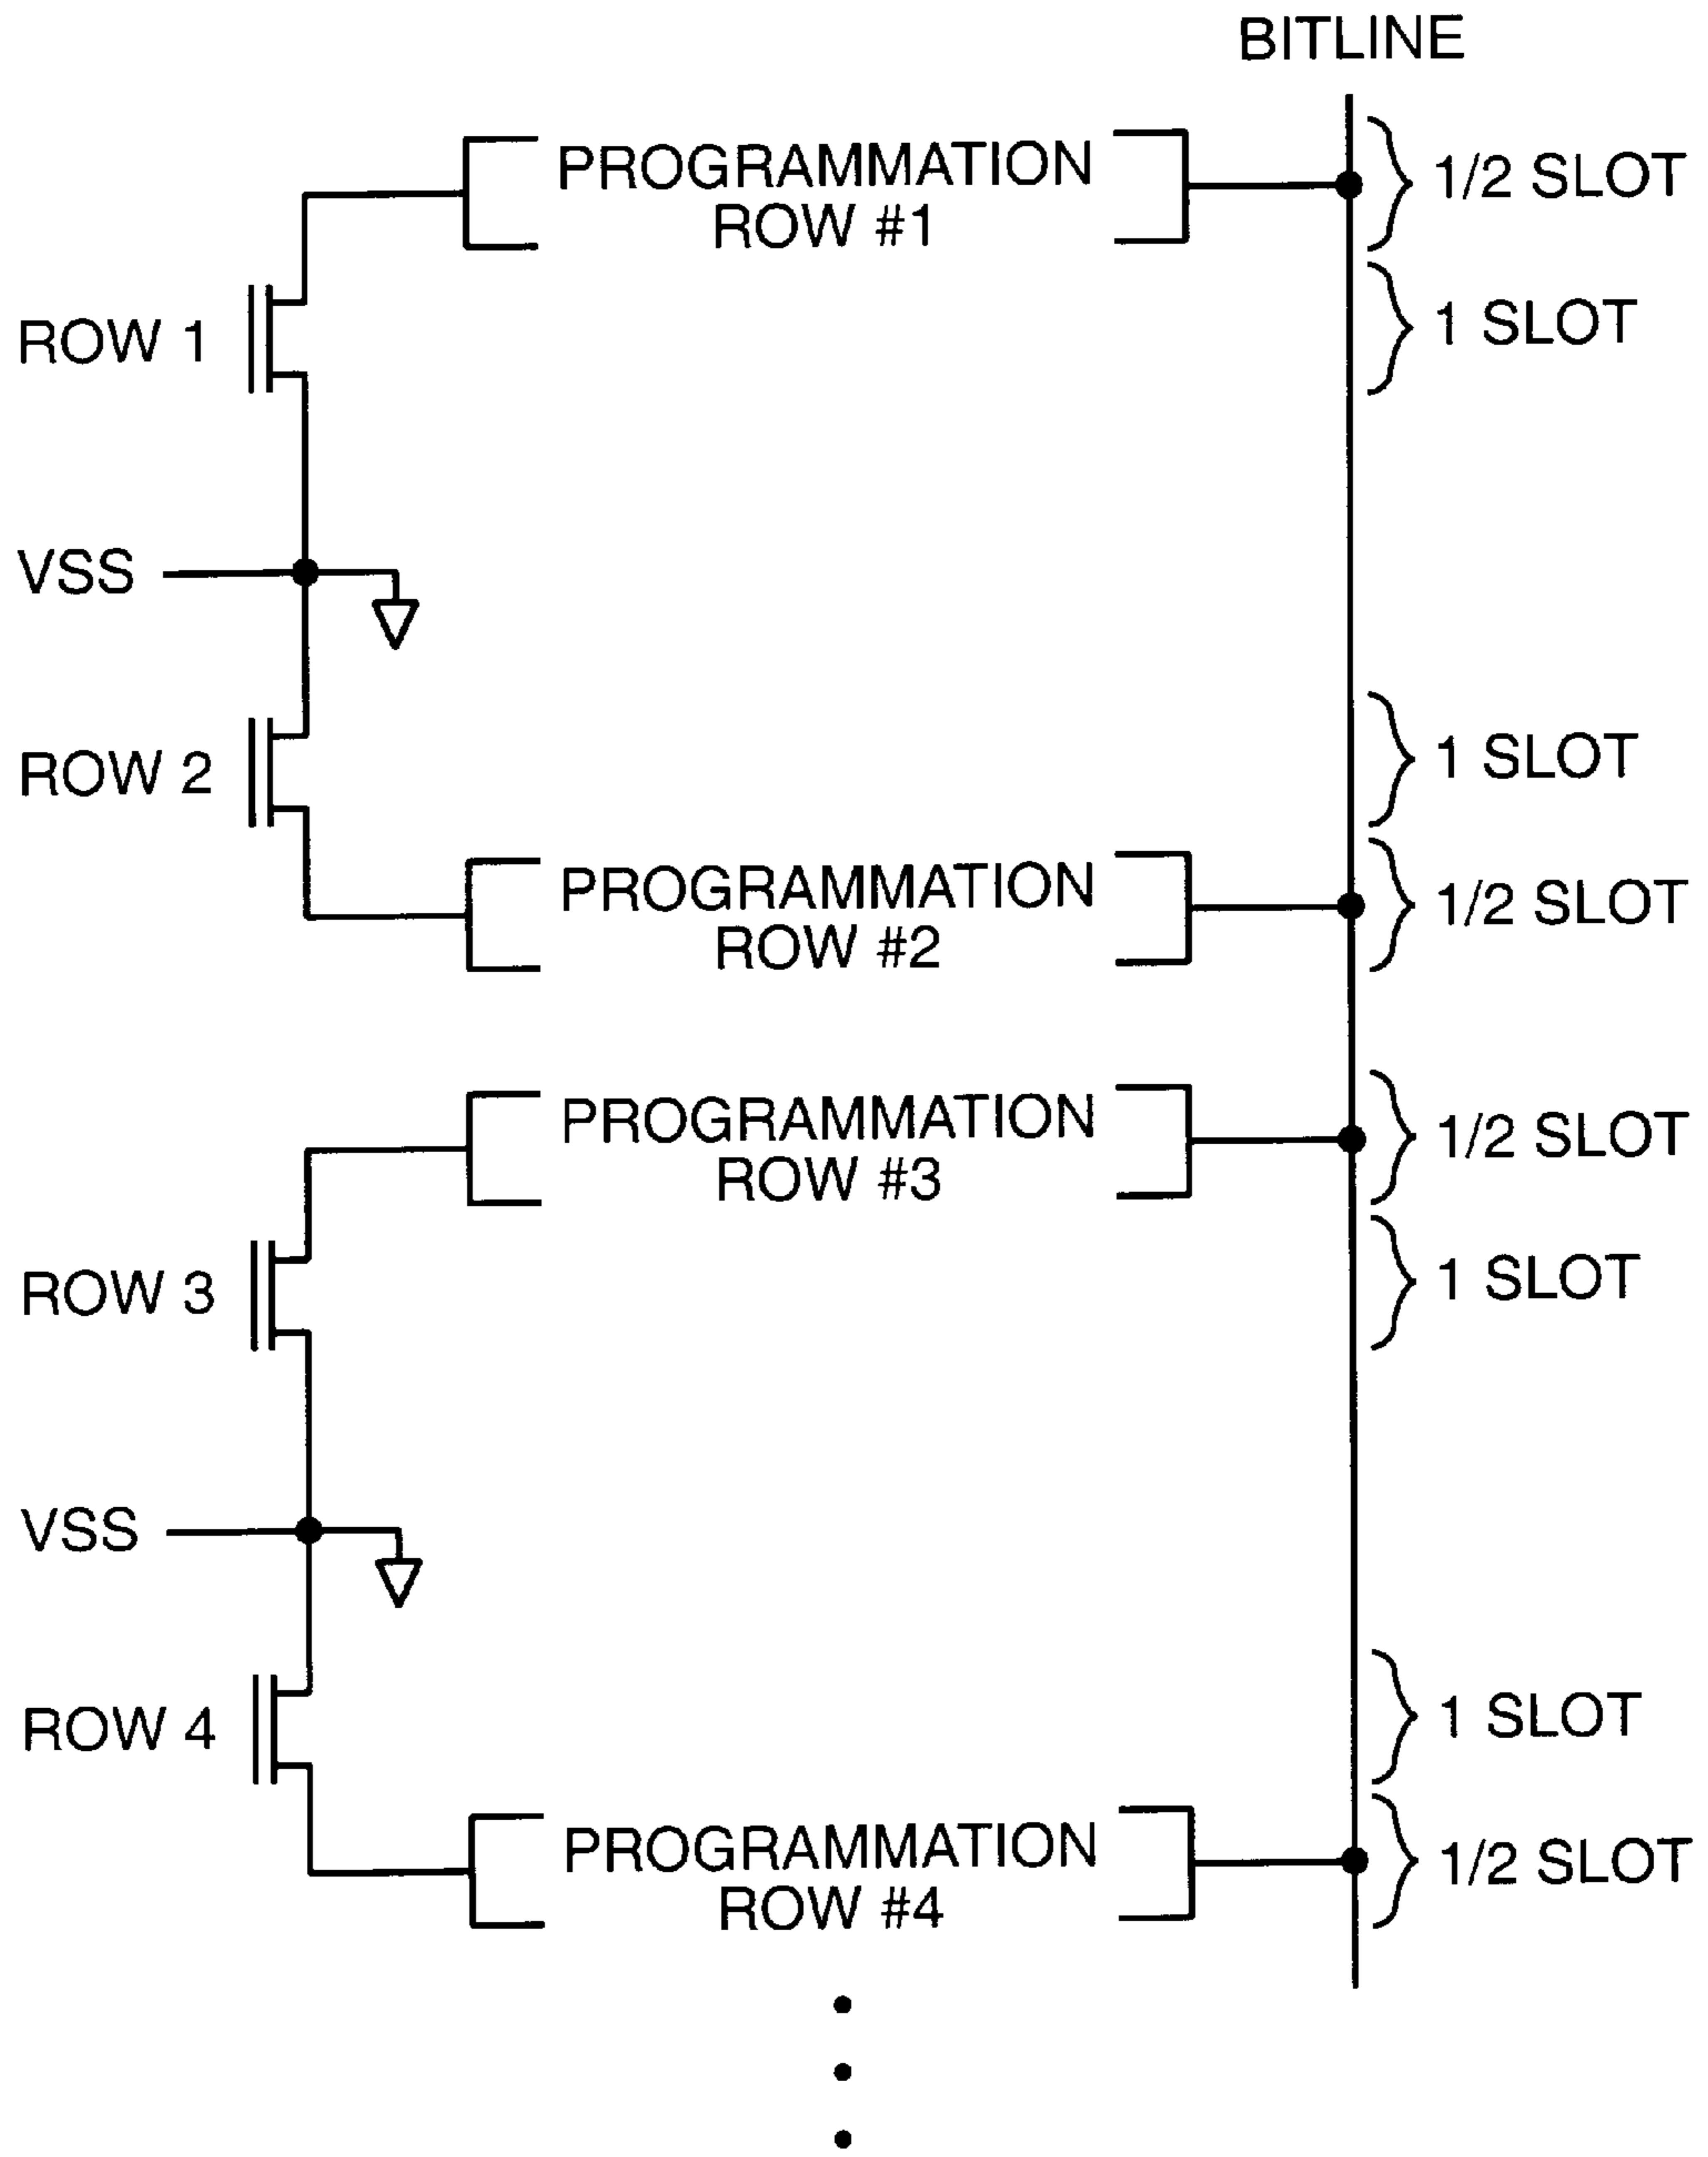 BITLINE
PROGRAMMATION
ROW #1
1/2 SLOT
ROW 1
1 SLOT
VSS
ROW 2
1 SLOT
PROGRAMMATION
ROW #2
1/2 SLOT
PROGRAMMATION
ROW #3
1/2 SLOT
ROW 3
1 SLOT
VSS
ROW 4
1 SLOT
PROGRAMMATION
ROW #4
1/2 SLOT